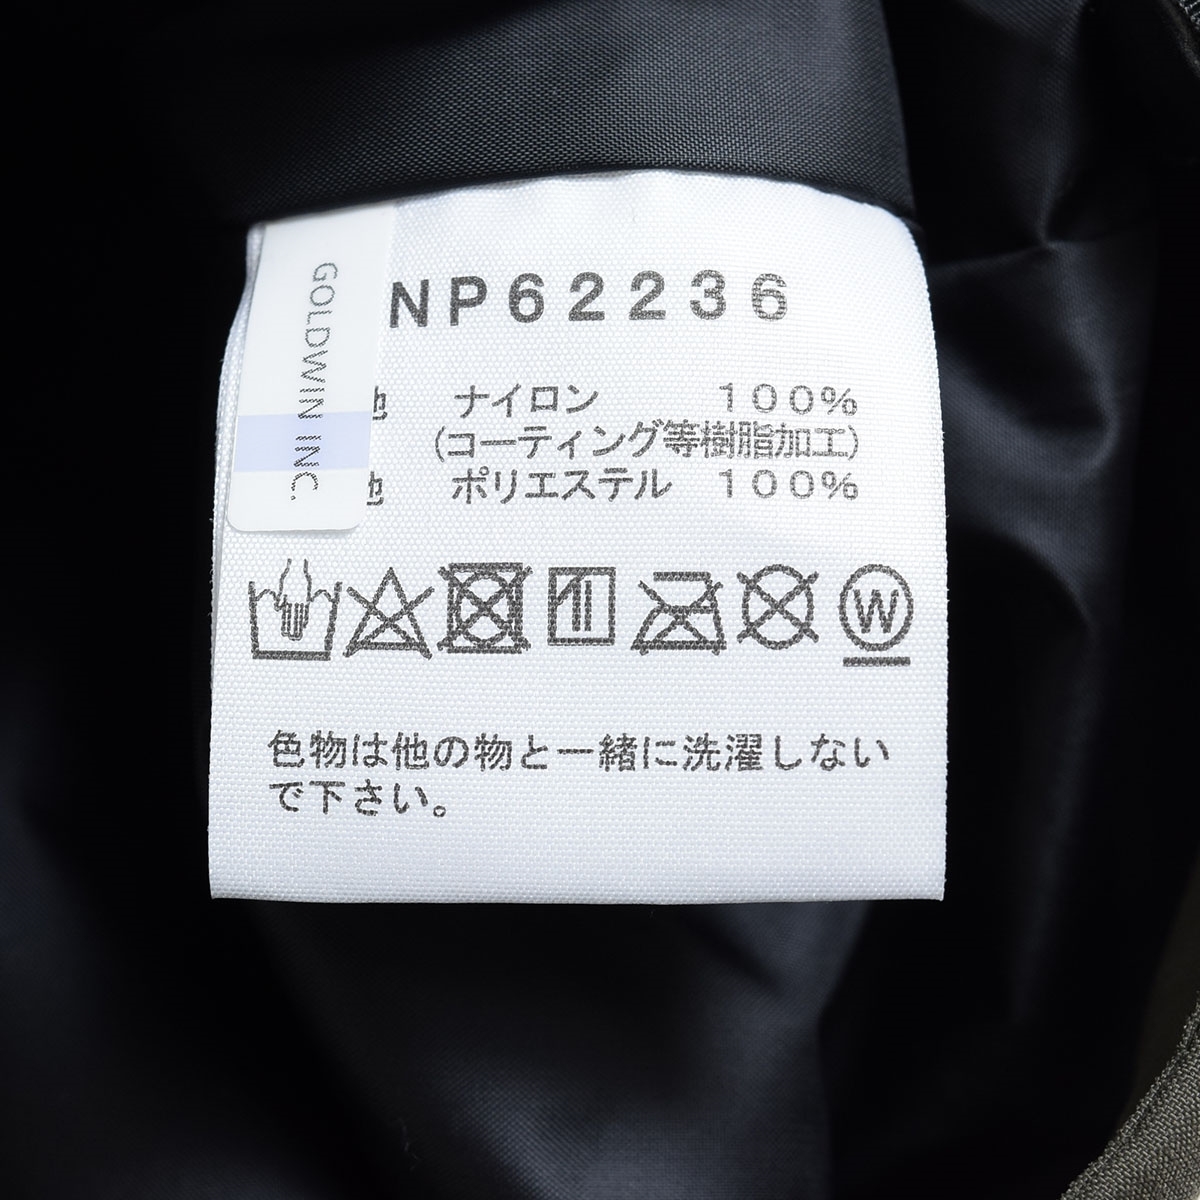 GOLDWIN INC.
NP62236
地 ナイロン 100%
(コーティング等樹脂加工)
地 ポリエステル 100%
W
色物は他の物と一緒に洗濯しない
で下さい。